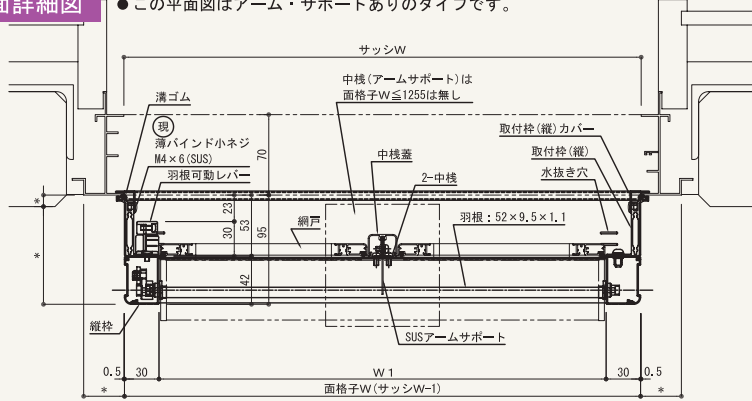 面詳細図
●この平面図はアーム・サポートありのタイプです。
サッシW
中桟(アームサポート)は
面格子W≦1255は無し
溝ゴム
現
薄バインド小ネジ
M4×6(SUS)
羽根可動レバー
70
中桟蓋
2-中桟
取付枠(縦)カバー
取付枠(縦)
水抜き穴
*
23
30
53
95
網戸
羽根:52×9.5×1.1
*
42
縦枠
SUSアームサポート
0.5
30
W1
30
0.5
*
面格子W(サッシW-1)
*